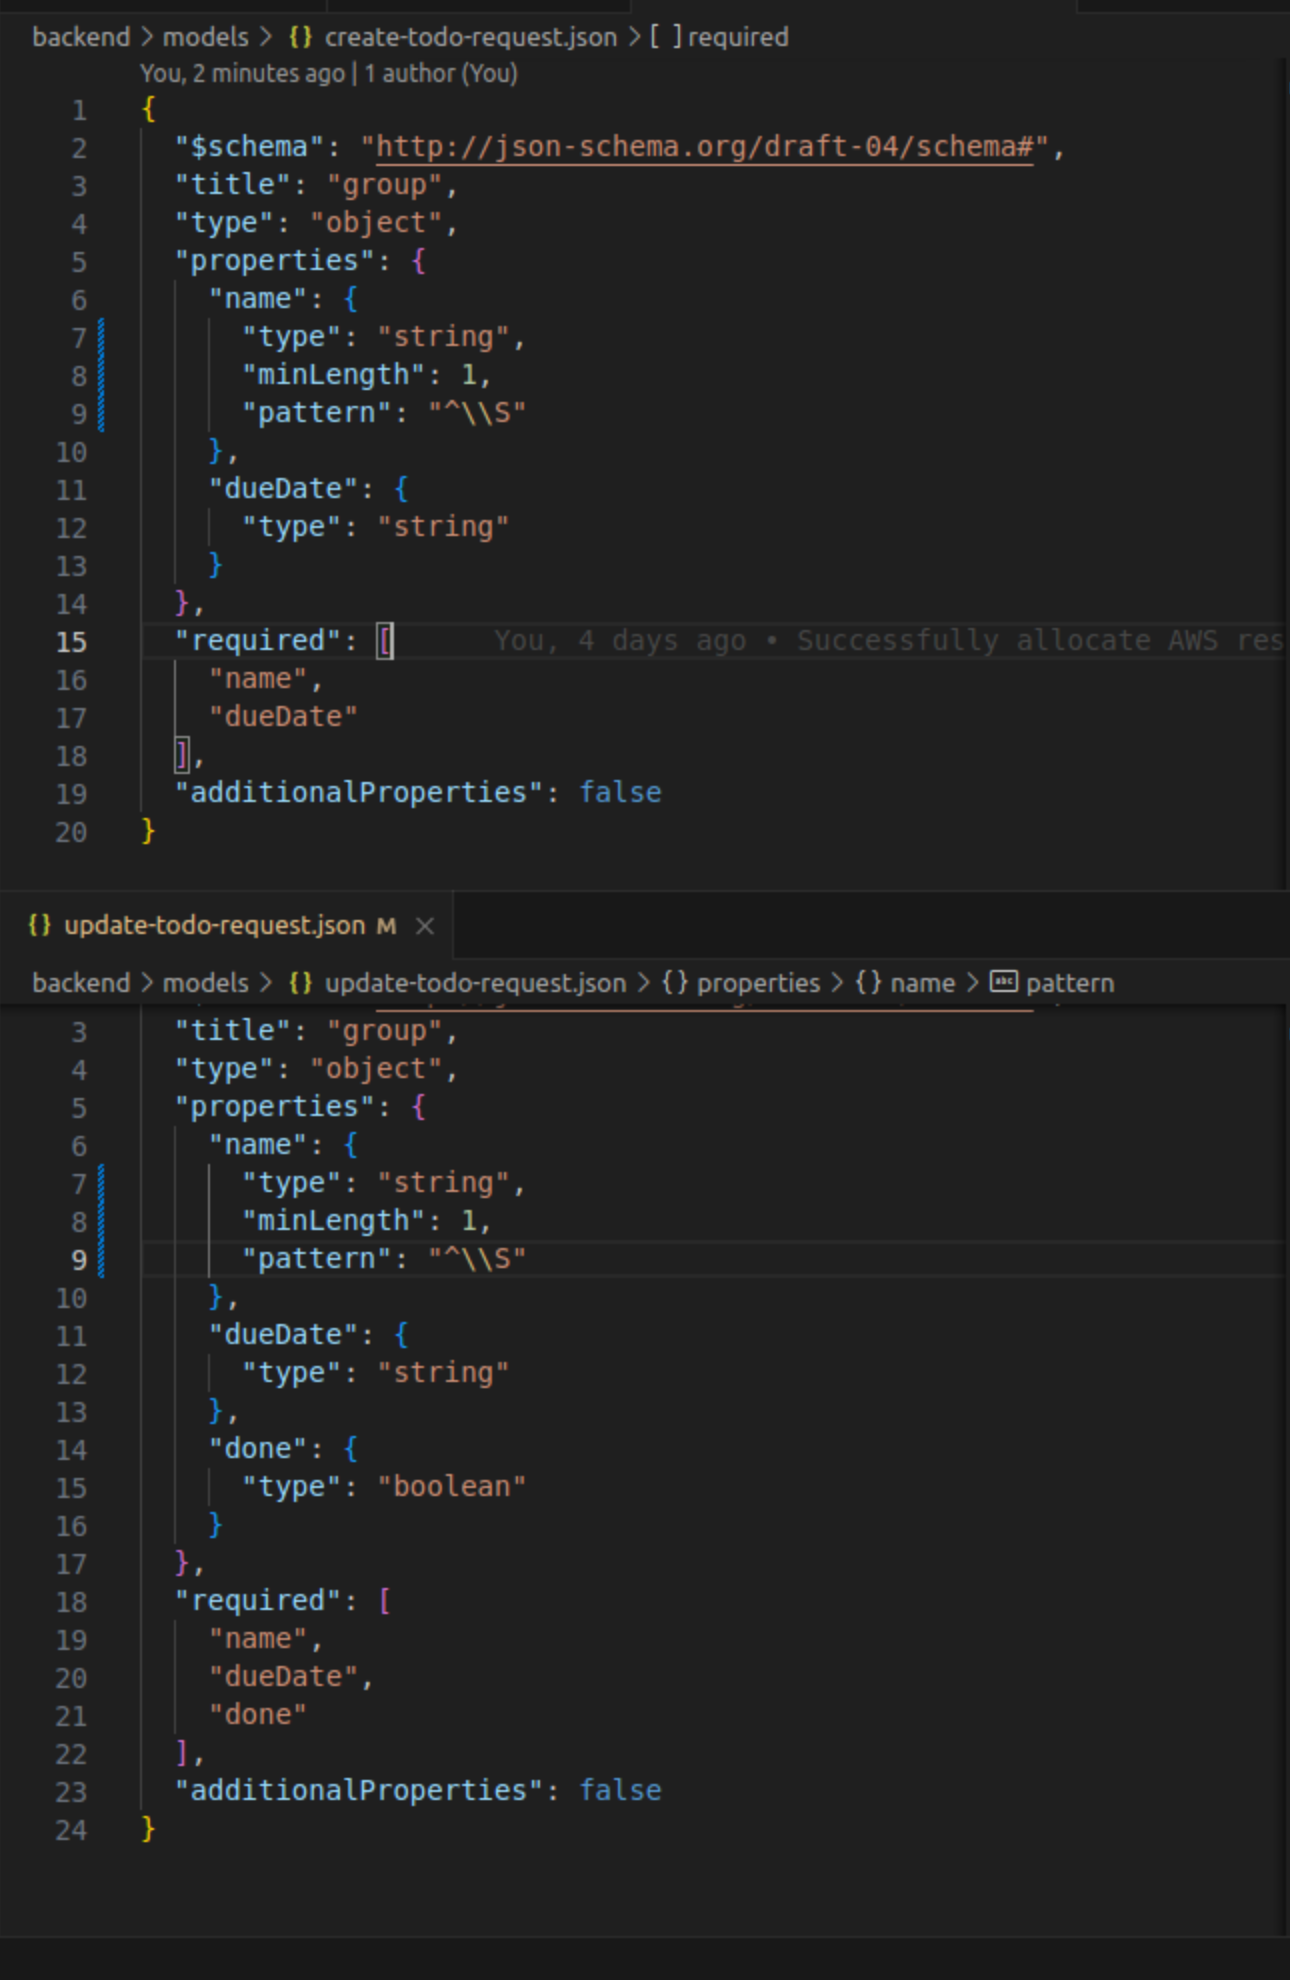 backend > models > {} create-todo-request.json > [ ] required
You, 2 minutes ago | 1 author (You)
1 {
2 "$schema": "http://json-schema.org/draft-04/schema#",
3 "title": "group",
4 "type": "object",
5 "properties": {
6 "name": {
7 "type": "string",
8 "minLength": 1,
9 "pattern": "^\\S"
10 },
11 "dueDate": {
12 "type": "string"
13 }
14 },
15 "required": [ You, 4 days ago • Successfully allocate AWS res
16 "name",
17 "dueDate"
18 ],
19 "additionalProperties": false
20 }
{} update-todo-request.json M ×
backend > models > {} update-todo-request.json > {} properties > {} name > abc pattern
3 "title": "group",
4 "type": "object",
5 "properties": {
6 "name": {
7 "type": "string",
8 "minLength": 1,
9 "pattern": "^\\S"
10 },
11 "dueDate": {
12 "type": "string"
13 },
14 "done": {
15 "type": "boolean"
16 }
17 },
18 "required": [
19 "name",
20 "dueDate",
21 "done"
22 ],
23 "additionalProperties": false
24 }